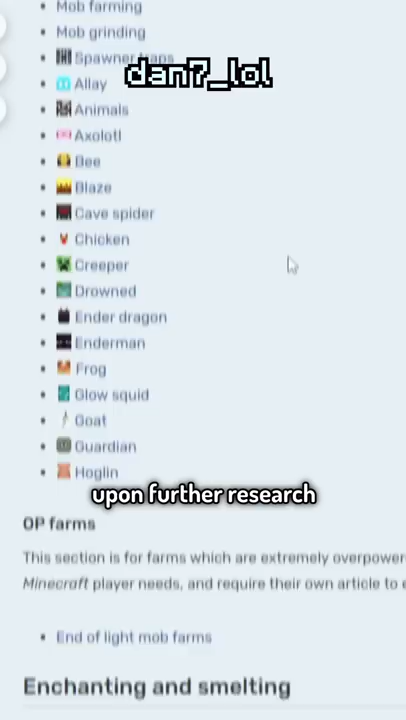 Mob farming
Mob grinding
Spawner traps
dan7_lol
Allay
Animals
Axolotl
Bee
Blaze
Cave spider
Chicken
Creeper
Drowned
Ender dragon
Enderman
Frog
Glow squid
Goat
Guardian
Hoglin
upon further research
OP farms
This section is for farms which are extremely overpower
Minecraft player needs, and require their own article to e
End of light mob farms
Enchanting and smelting